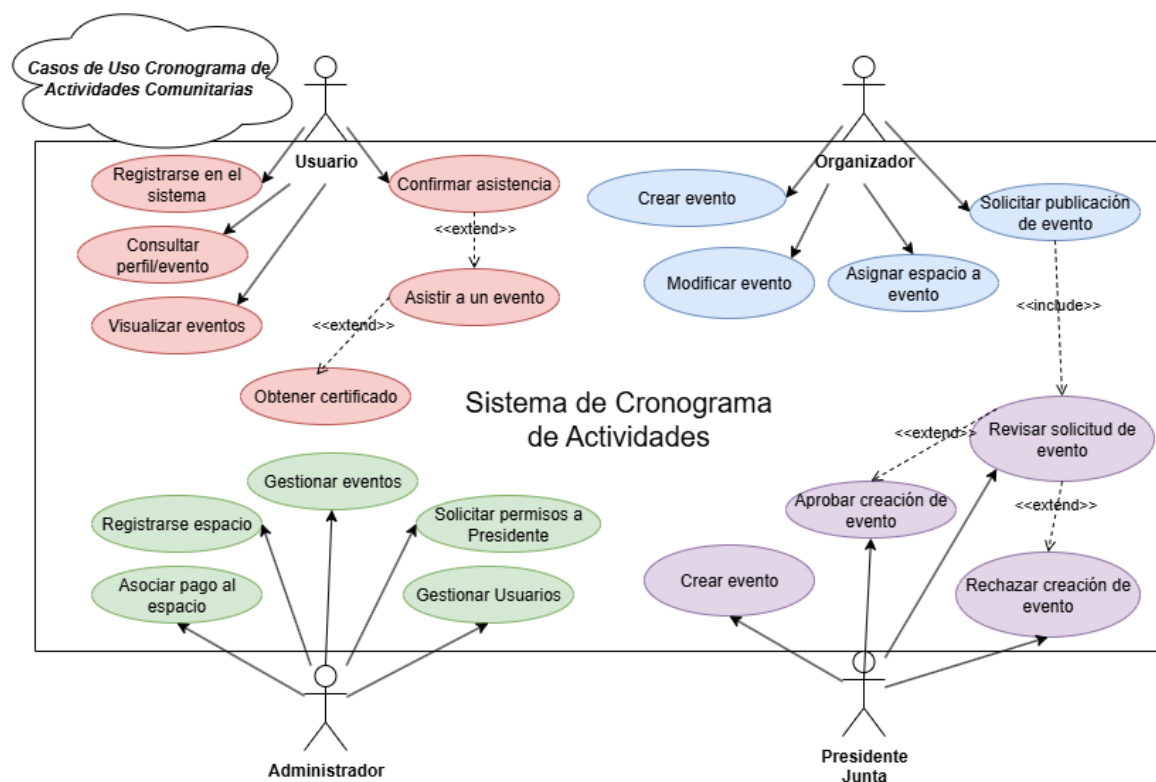 Casos de Uso Cronograma de
Actividades Comunitarias
Usuario
Organizador
Registrarse en el
sistema
Confirmar asistencia
Crear evento
Solicitar publicación
de evento
<<extend>>
Consultar
perfil/evento
Modificar evento
Asignar espacio a
evento
Asistir a un evento
<<include>>
Visualizar eventos
<<extend>>
Obtener certificado
Sistema de Cronograma
de Actividades
Revisar solicitud de
evento
<<extend>>
Gestionar eventos
Aprobar creación de
evento
<<extend>>
Registrarse espacio
Solicitar permisos a
Presidente
Asociar pago al
espacio
Gestionar Usuarios
Crear evento
Rechazar creación de
evento
Administrador
Presidente
Junta